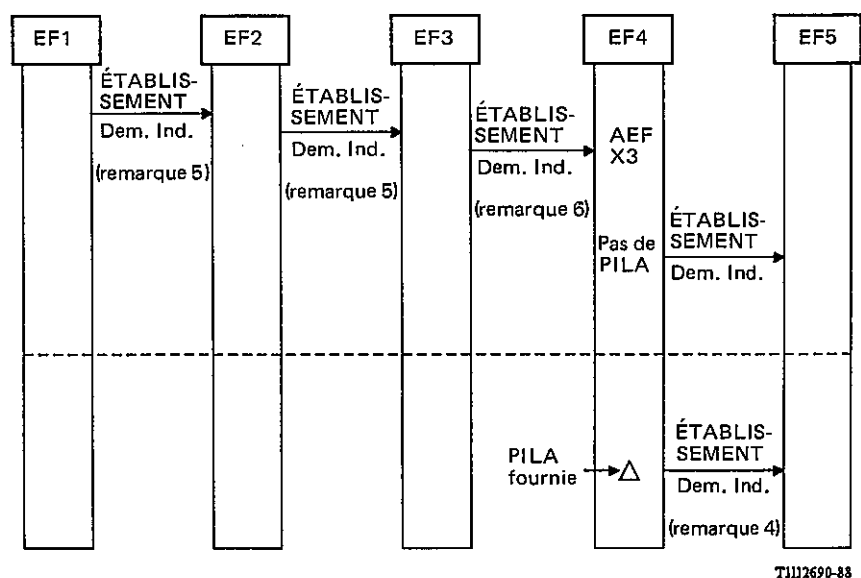 EF1
EF2
EF3
EF4
EF5
ÉTABLIS-
SEMENT
Dem. Ind.
(remarque 5)
ÉTABLIS-
SEMENT
Dem. Ind.
(remarque 5)
ÉTABLIS-
SEMENT
Dem. Ind.
(remarque 6)
AEF
X3
Pas de
PILA
ÉTABLIS-
SEMENT
Dem. Ind.
PILA
fournie
ÉTABLIS-
SEMENT
Dem. Ind.
(remarque 4)
T1112690-88